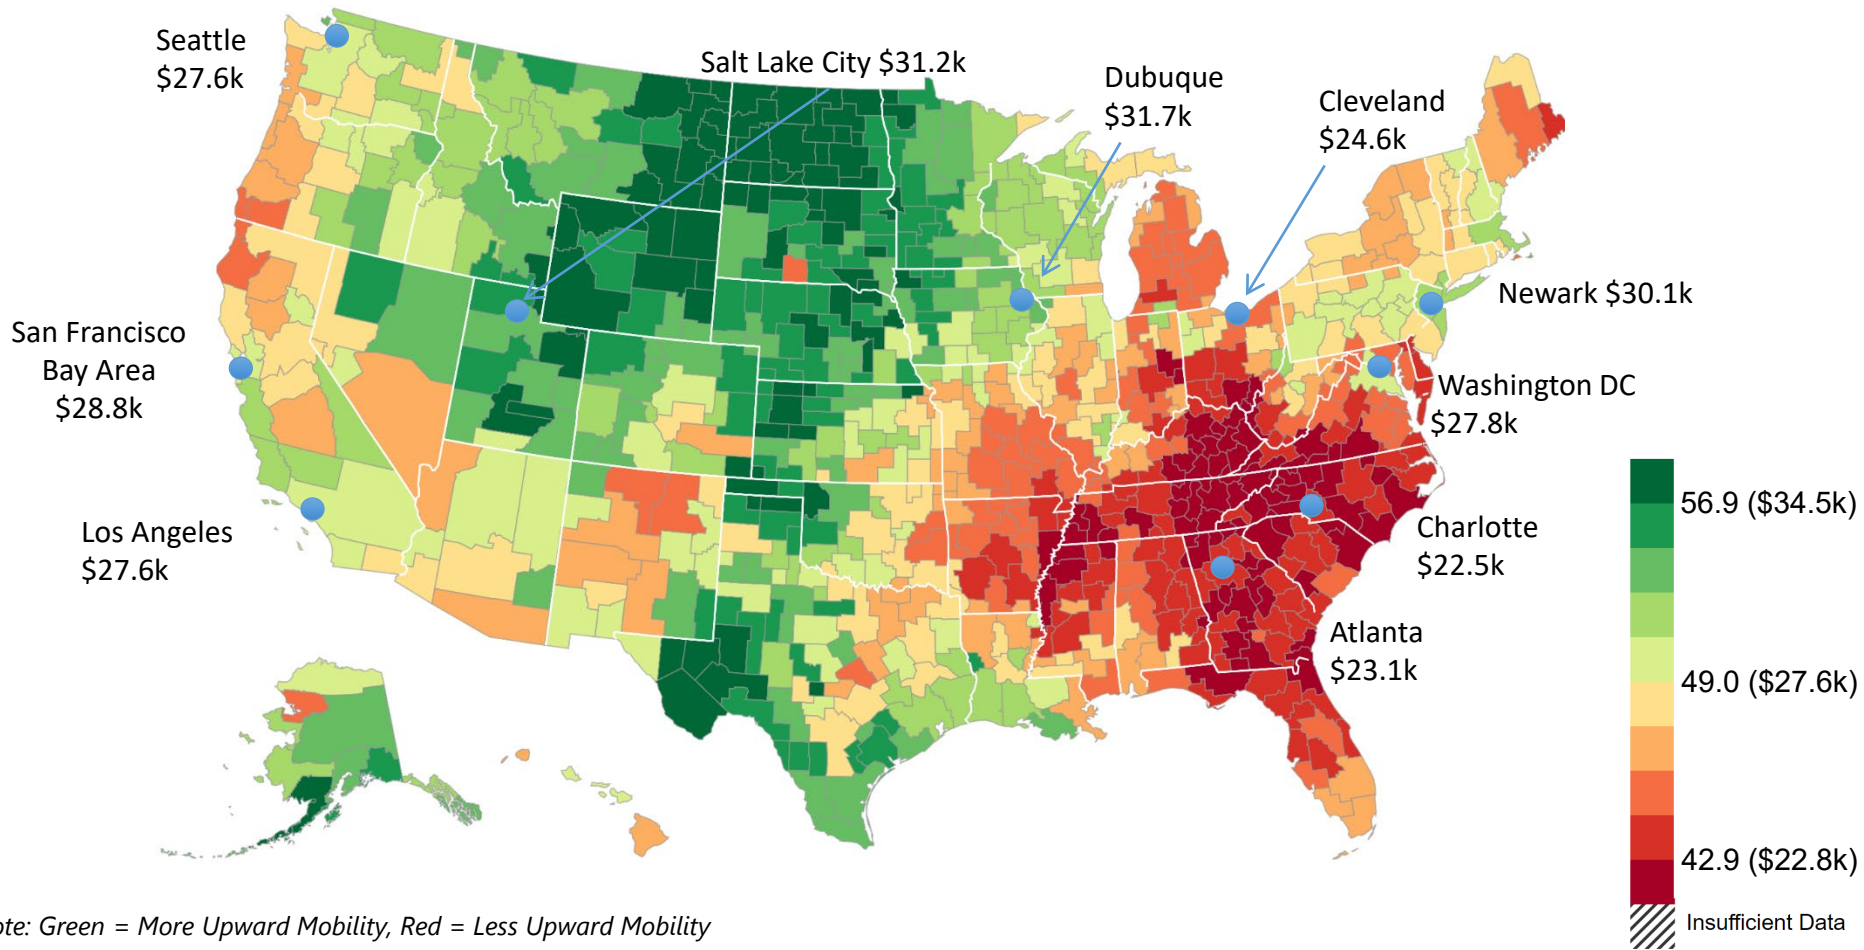 Seattle
$27.6k
Salt Lake City $31.2k
Dubuque
$31.7k
Cleveland
$24.6k
San Francisco
Bay Area
$28.8k
Newark $30.1k
Washington DC
$27.8k
Los Angeles
$27.6k
Charlotte
$22.5k
Atlanta
$23.1k
56.9 ($34.5k)
49.0 ($27.6k)
42.9 ($22.8k)
Insufficient Data
ote: Green = More Upward Mobility, Red = Less Upward Mobility